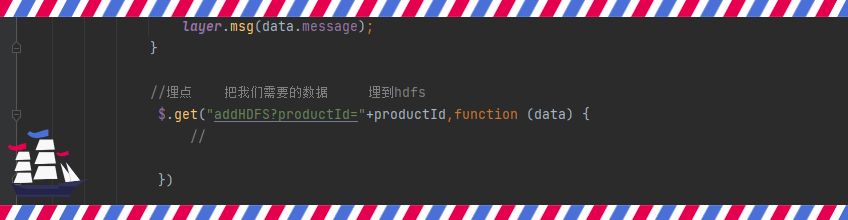 layer.msg(data.message);
}
//埋点    把我们需要的数据     埋到hdfs
$.get("addHDFS?productId="+productId,function (data) {
//
})